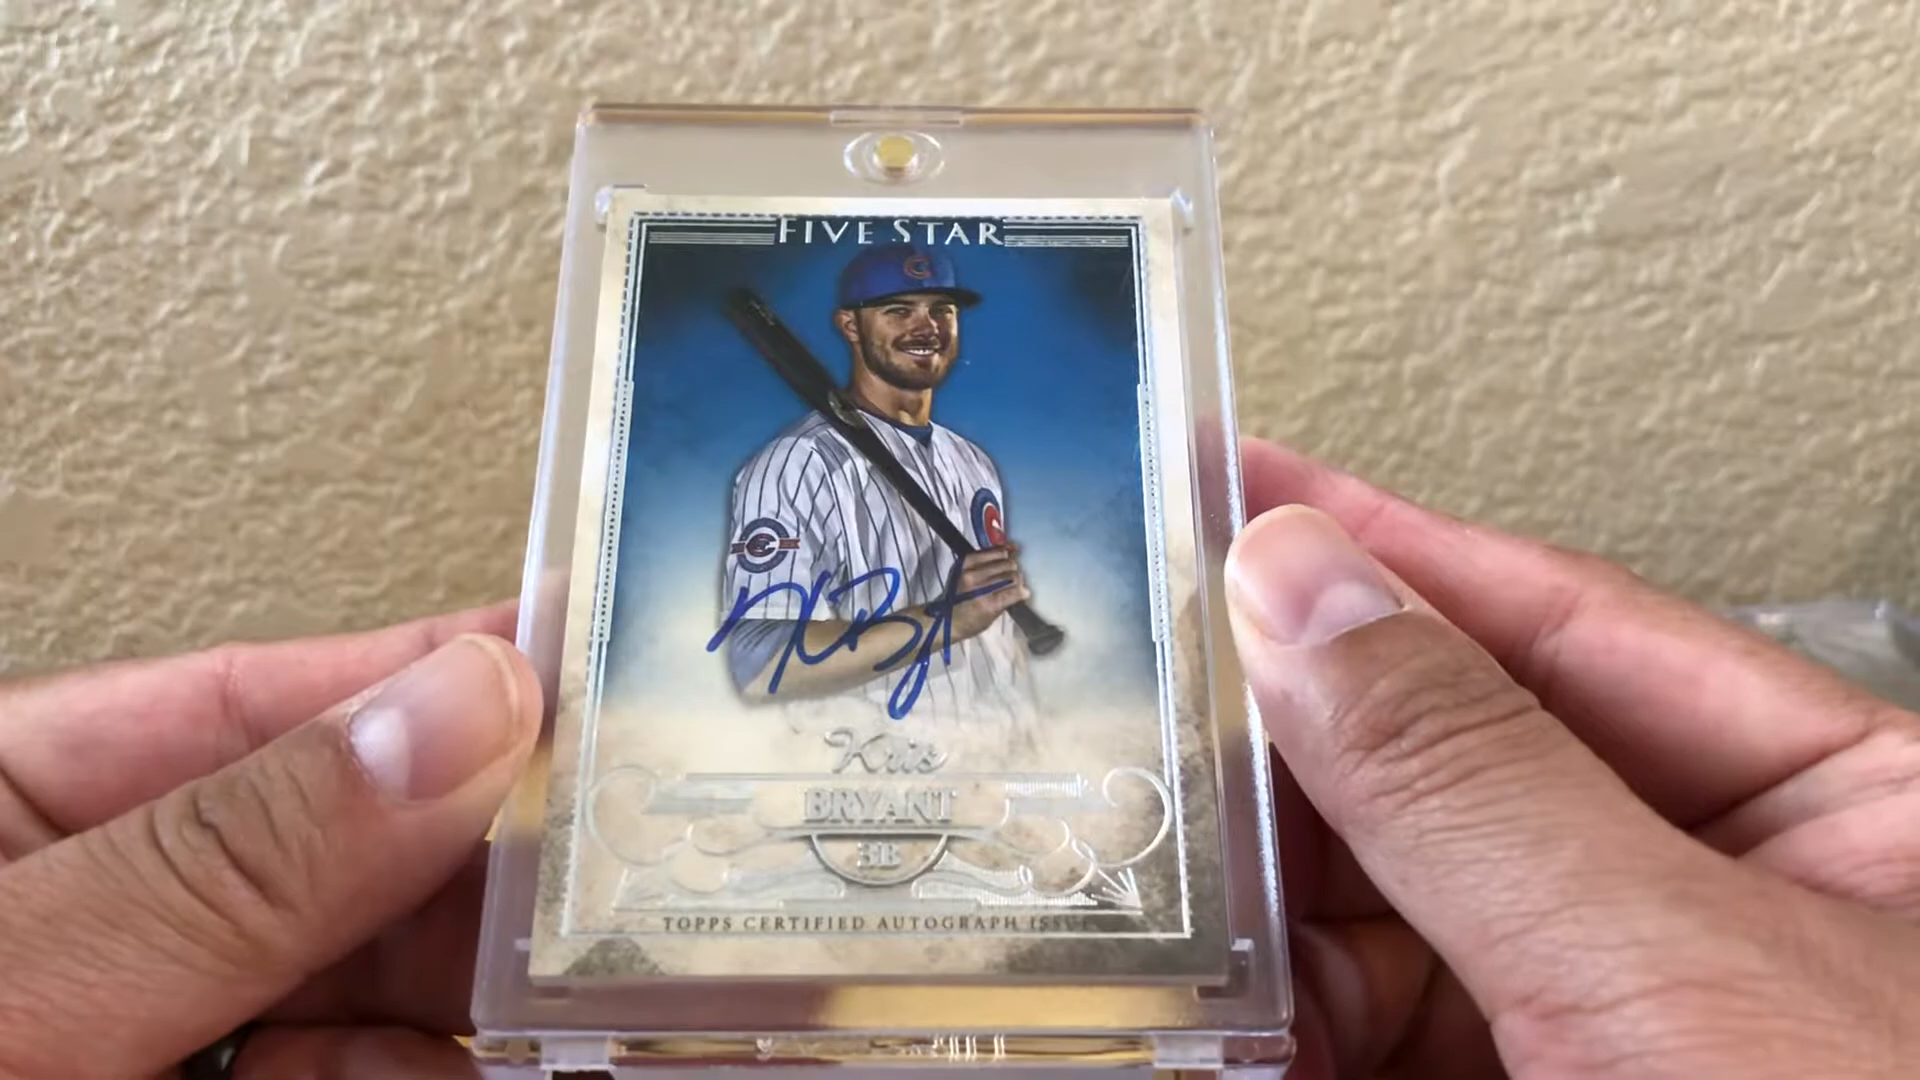 FIVE STAR
Kris
BRYANT
3B
TOPPS CERTIFIED AUTOGRAPH ISSUE